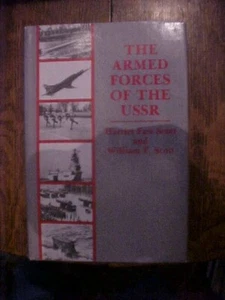 THE
ARMED
FORCES
OF THE
USSR
Harriet Fast Scott
and
William F. Scott